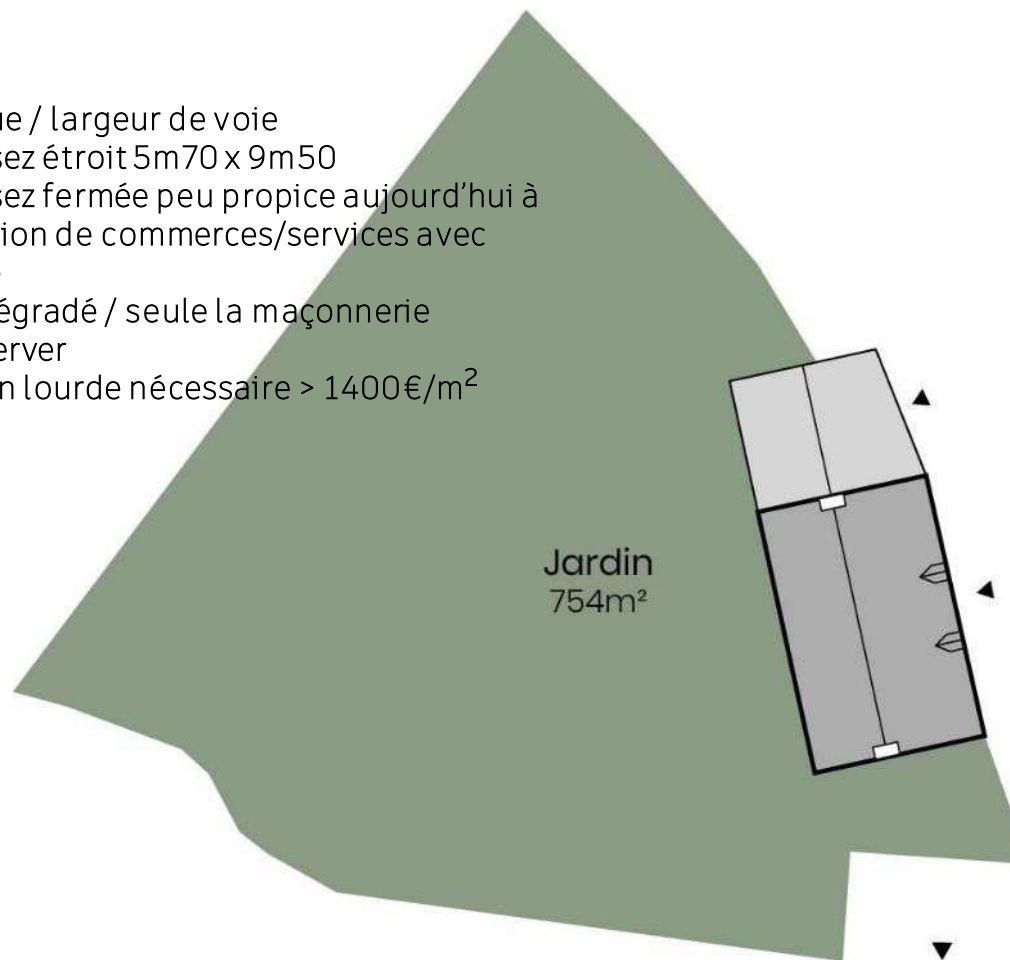 ue / largeur de voie
sez étroit 5m70 x 9m50
sez fermée peu propice aujourd'hui à
tion de commerces/services avec
égradé / seule la maçonnerie
erver
n lourde nécessaire > 1400€/m²
Jardin
754m²